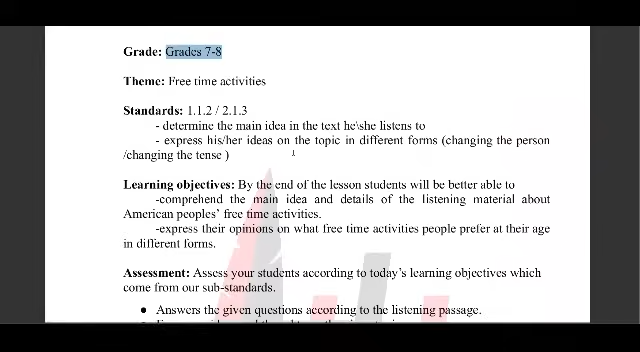 Grade: Grades 7-8
Theme: Free time activities
Standards: 1.1.2 / 2.1.3
- determine the main idea in the text he\she listens to
- express his/her ideas on the topic in different forms (changing the person
/changing the tense )
Learning objectives: By the end of the lesson students will be better able to
-comprehend the main idea and details of the listening material about
American peoples' free time activities.
-express their opinions on what free time activities people prefer at their age
in different forms.
Assessment: Assess your students according to today's learning objectives which
come from our sub-standards.
● Answers the given questions according to the listening passage.